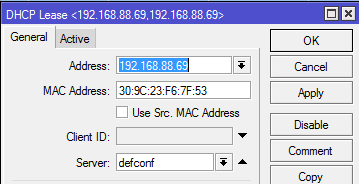 DHCP Lease <192.168.88.69,192.168.88.69>
General Active
OK
Address: 192.168.88.69
Cancel
MAC Address: 30:9C:23:F6:7F:53
Apply
Use Src. MAC Address
Disable
Client ID:
Comment
Server: defconf
Copy